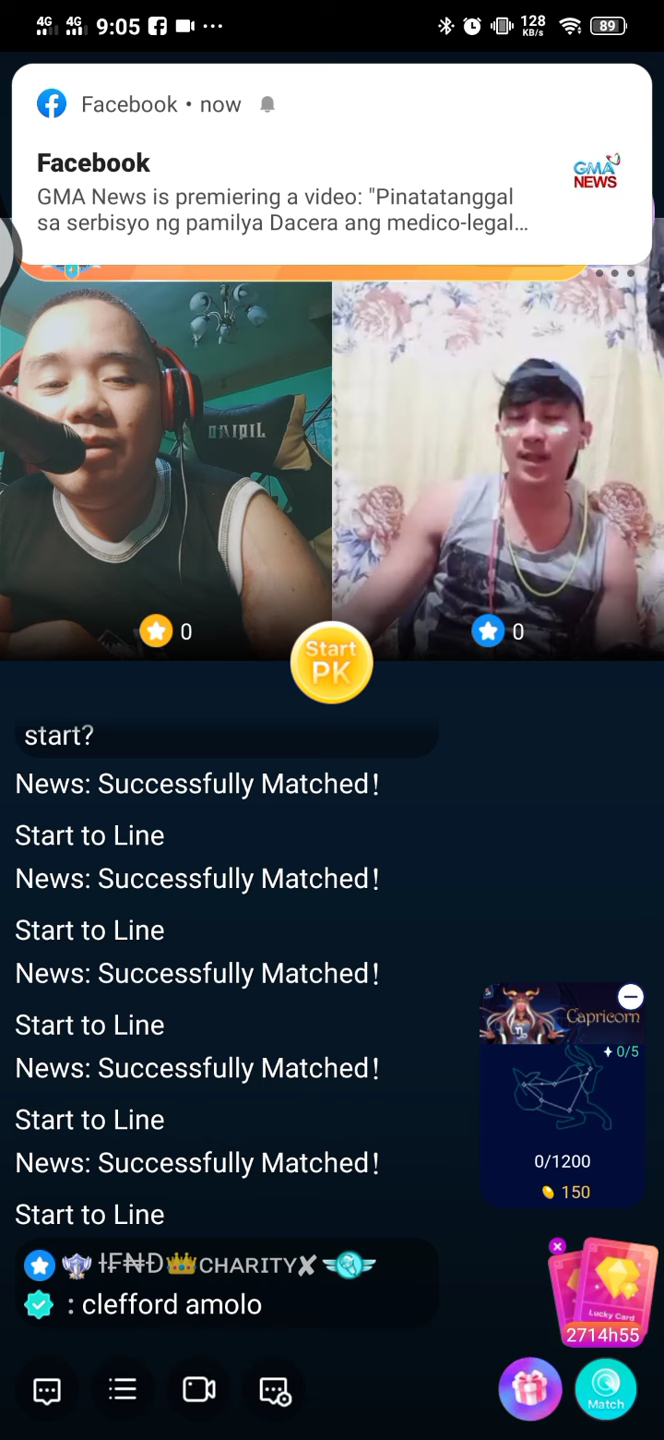 4G 4G 9:05 128 KB/s 89
Facebook • now
Facebook
GMA NEWS
GMA News is premiering a video: "Pinatatanggal
sa serbisyo ng pamilya Dacera ang medico-legal...
0
0
Start
PK
start?
News: Successfully Matched!
Start to Line
News: Successfully Matched!
Start to Line
News: Successfully Matched!
Start to Line
News: Successfully Matched!
Start to Line
News: Successfully Matched!
Start to Line
Capricorn
0/5
0/1200
150
ł₣₦Đ👑CHARITY✘
: clefford amolo
Lucky Card
2714h55
Match